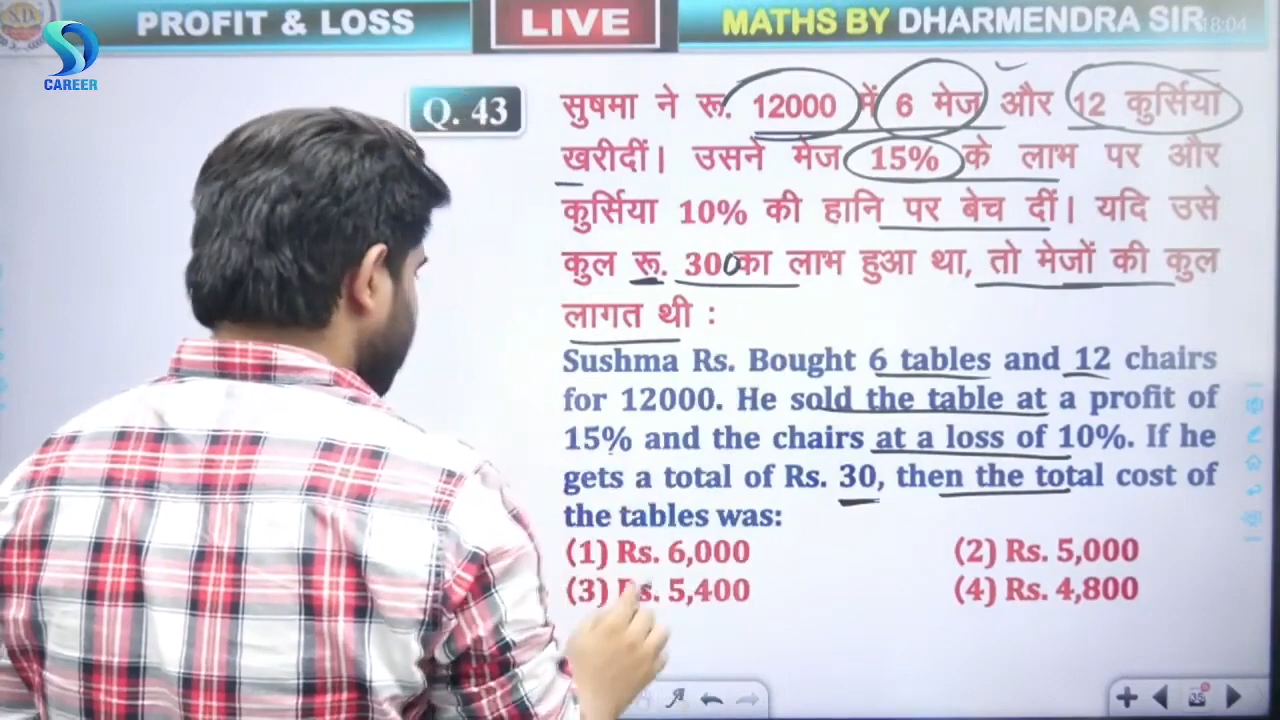 PROFIT & LOSS
LIVE
MATHS BY DHARMENDRA SIR
18:04
CAREER
Q. 43
सुषमा ने रू. 12000 में 6 मेज और 12 कुर्सिया
खरीदीं। उसने मेज 15% के लाभ पर और
कुर्सिया 10% की हानि पर बेच दीं। यदि उसे
कुल रू. 300 का लाभ हुआ था, तो मेजों की कुल
लागत थी :
Sushma Rs. Bought 6 tables and 12 chairs
for 12000. He sold the table at a profit of
15% and the chairs at a loss of 10%. If he
gets a total of Rs. 30, then the total cost of
the tables was:
(1) Rs. 6,000 (2) Rs. 5,000
(3) Rs. 5,400 (4) Rs. 4,800
35